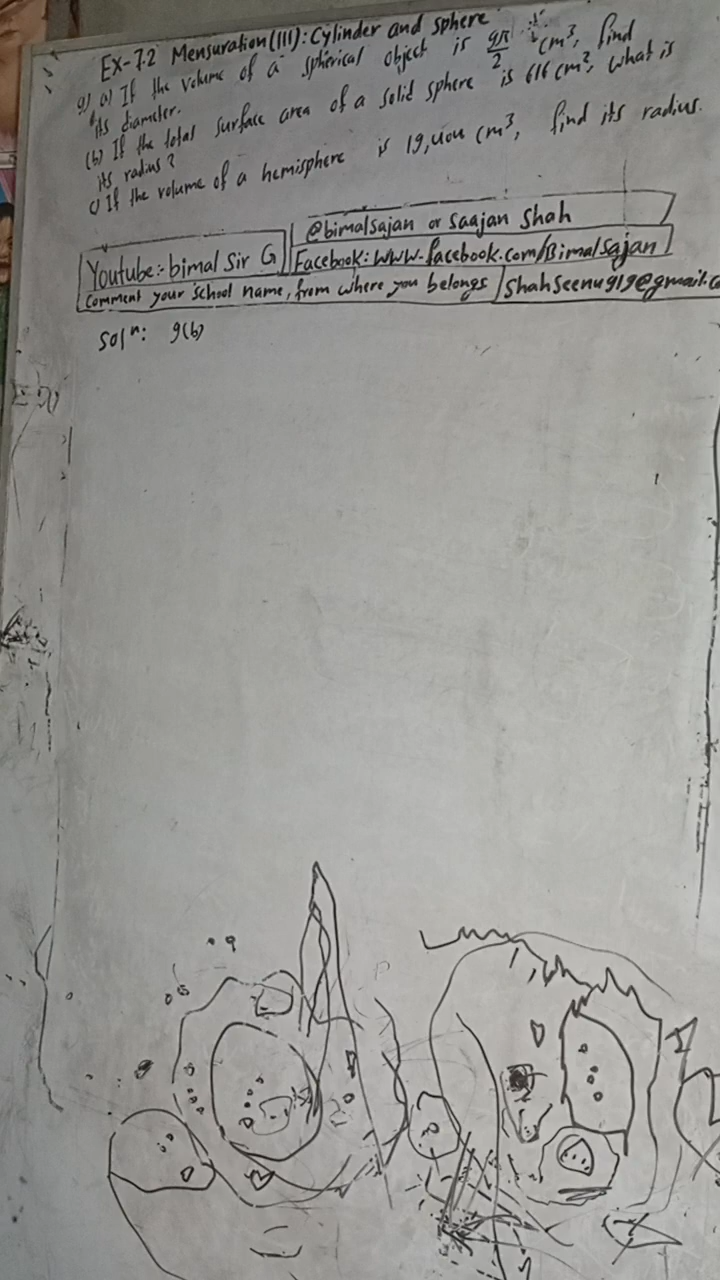 Ex-7.2 Mensuration (III): Cylinder and sphere
9) a) If the volume of a spherical object is 9π/2 cm³, find
its diameter.
(b) If the total surface area of a solid sphere is 616 cm², what is
its radius?
c) If the volume of a hemisphere is 19,404 cm³, find its radius.
@bimalsajan or Saajan Shah
Youtube:- bimal Sir G
Facebook: www.facebook.com/Bimalsajan
Comment your school name, from where you belongs
Shahseenu919@gmail.co
Solⁿ: 9(b)